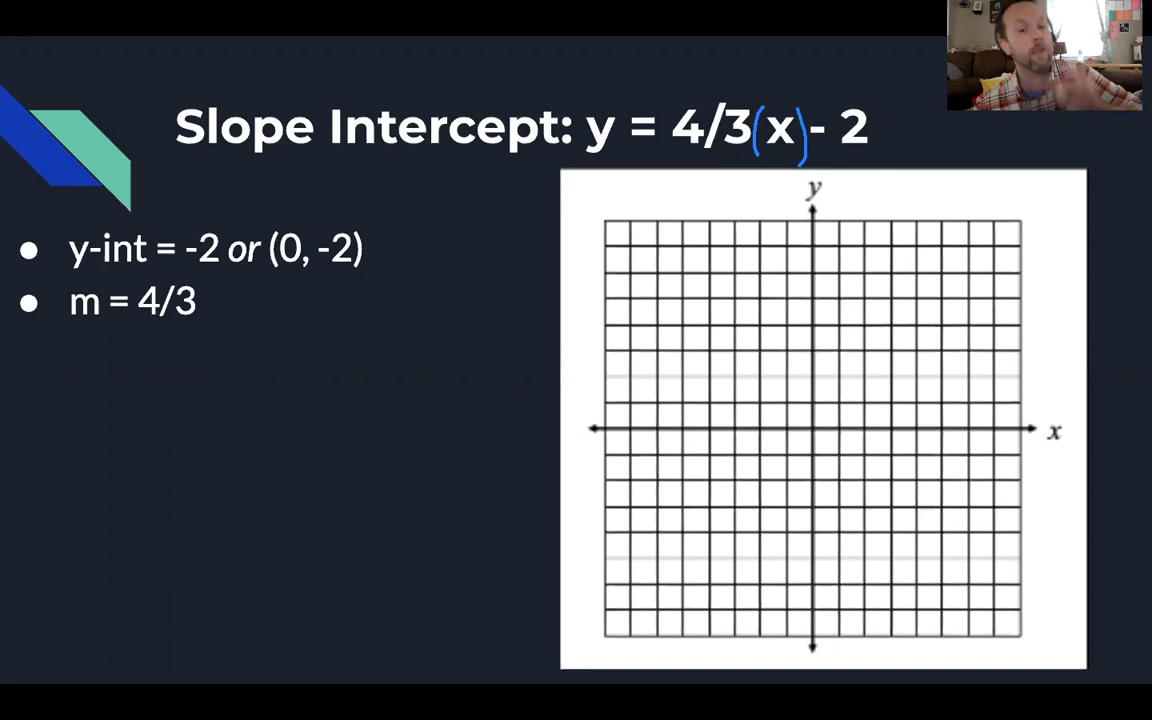 Slope Intercept: y = 4/3(x) - 2
y
● y-int = -2 or (0, -2)
● m = 4/3
x